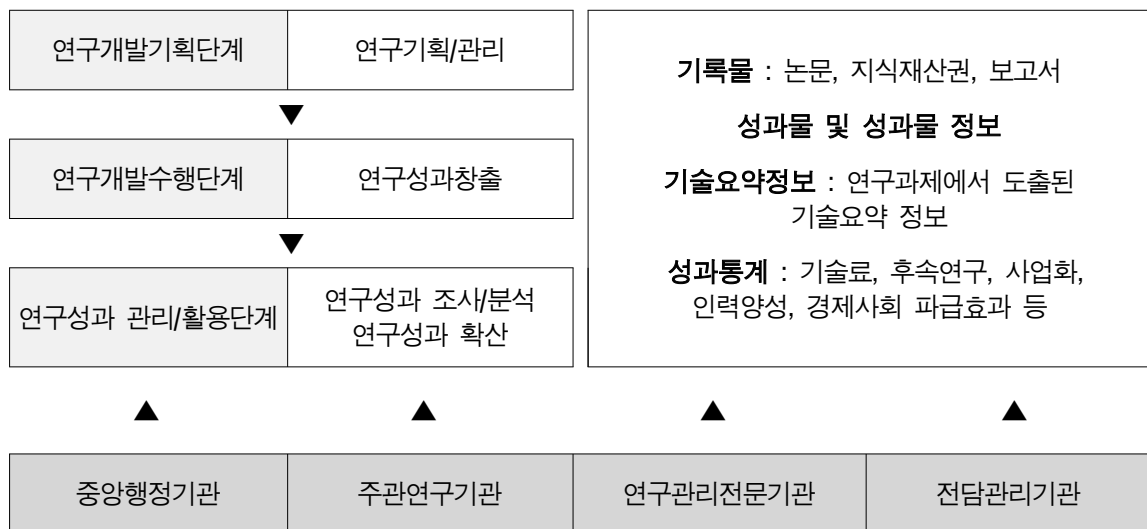 연구개발기획단계
연구기획/관리
▼
연구개발수행단계
연구성과창출
▼
연구성과 관리/활용단계
연구성과 조사/분석
연구성과 확산
기록물 : 논문, 지식재산권, 보고서
성과물 및 성과물 정보
기술요약정보 : 연구과제에서 도출된
기술요약 정보
성과통계 : 기술료, 후속연구, 사업화,
인력양성, 경제사회 파급효과 등
▲ ▲ ▲ ▲
중앙행정기관
주관연구기관
연구관리전문기관
전담관리기관